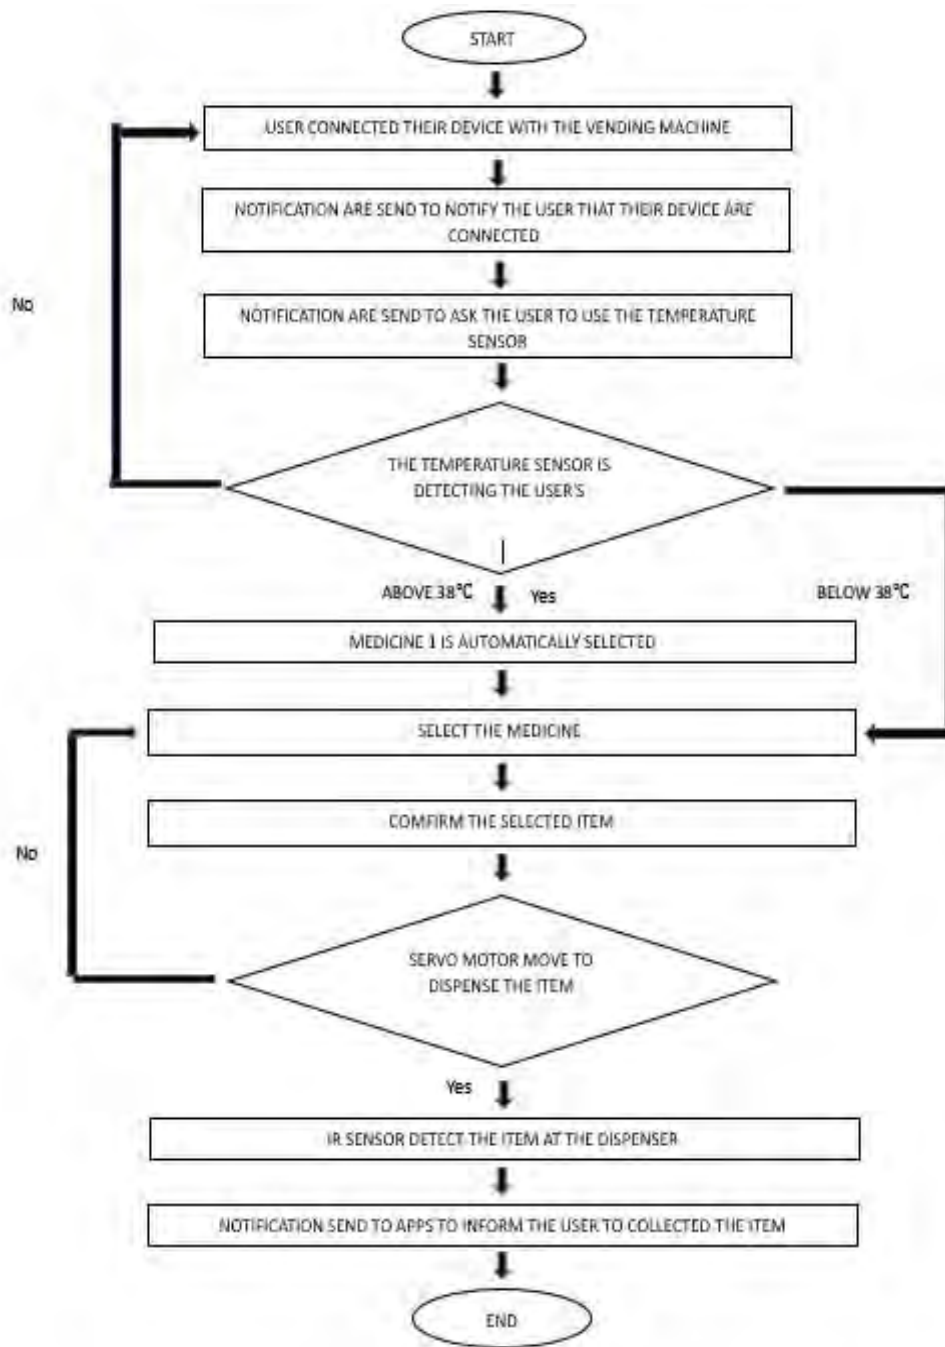 START
USER CONNECTED THEIR DEVICE WITH THE VENDING MACHINE
NOTIFICATION ARE SEND TO NOTIFY THE USER THAT THEIR DEVICE ARE
CONNECTED
No
NOTIFICATION ARE SEND TO ASK THE USER TO USE THE TEMPERATURE
SENSOR
THE TEMPERATURE SENSOR IS
DETECTING THE USER'S
ABOVE 38℃
Yes
BELOW 38℃
MEDICINE 1 IS AUTOMATICALLY SELECTED
SELECT THE MEDICINE
COMFIRM THE SELECTED ITEM
No
SERVO MOTOR MOVE TO
DISPENSE THE ITEM
Yes
IR SENSOR DETECT THE ITEM AT THE DISPENSER
NOTIFICATION SEND TO APPS TO INFORM THE USER TO COLLECTED THE ITEM
END